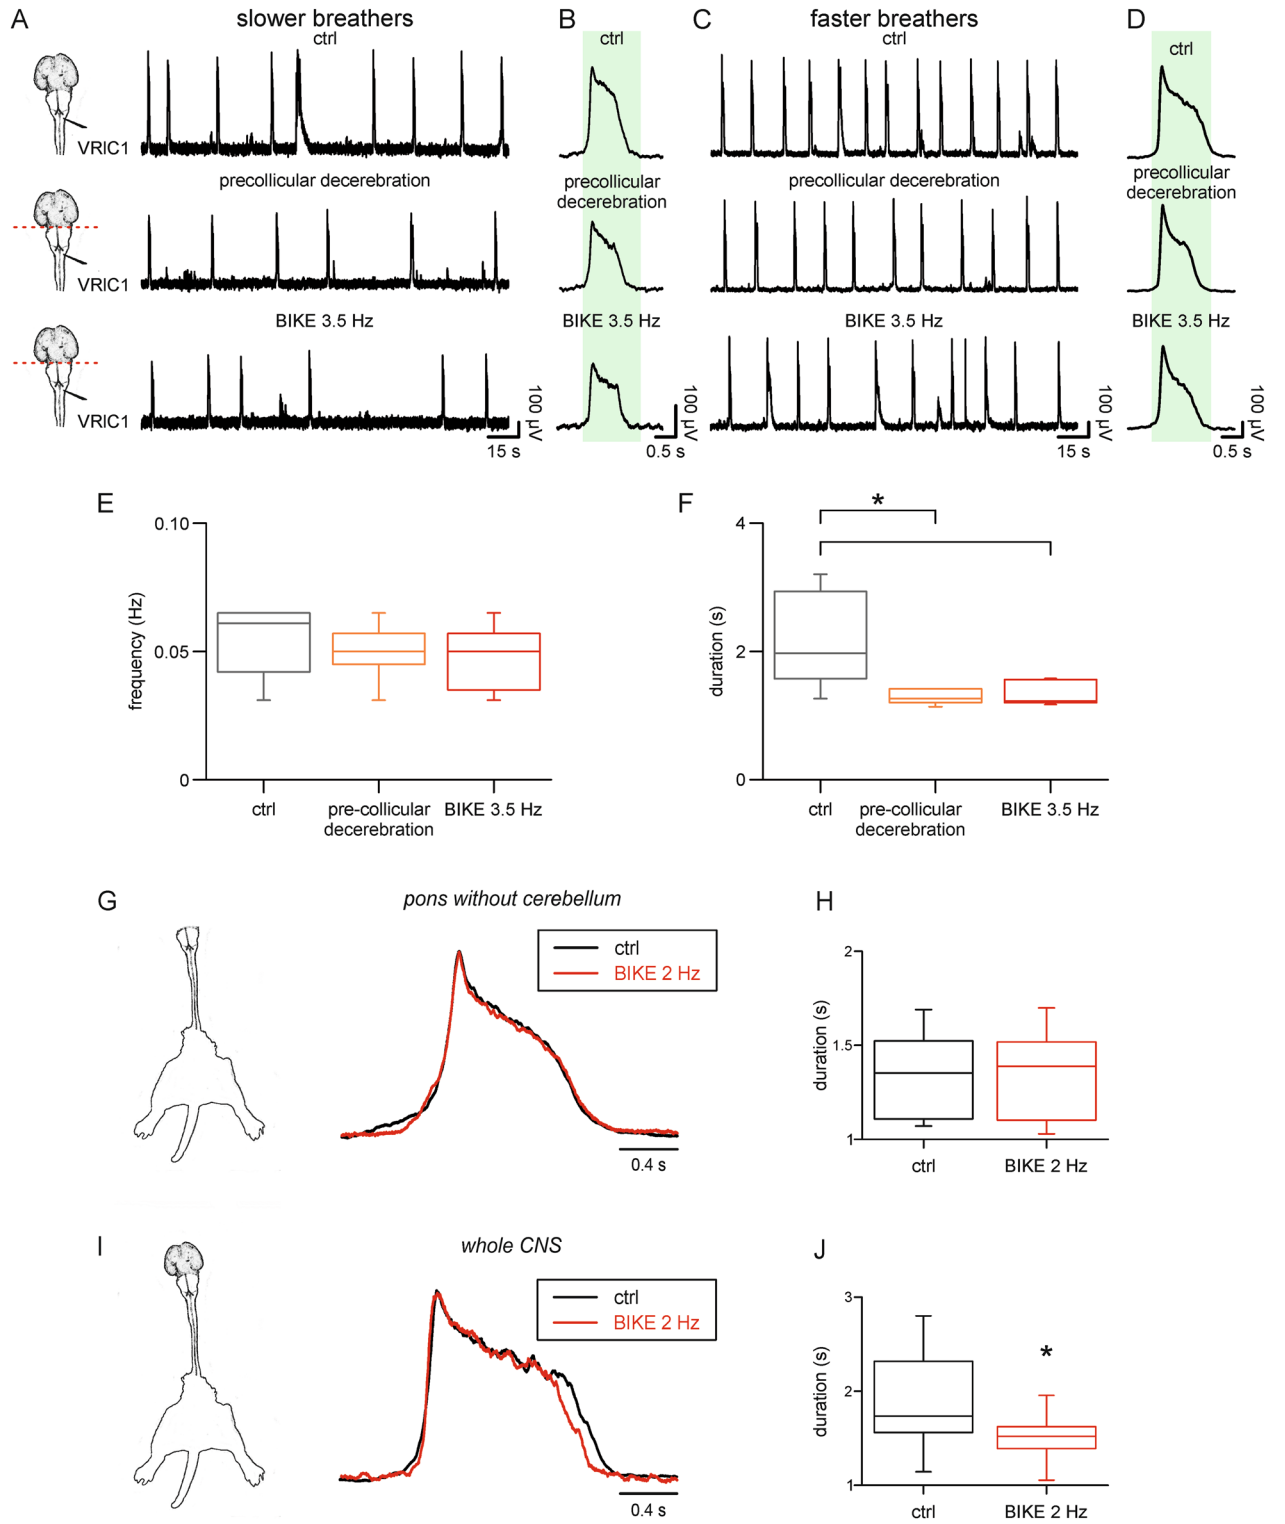 A
slower breathers
B
C
faster breathers
D
ctrl
ctrl
ctrl
ctrl
VRIC1
precollicular decerebration
precollicular
decerebration
precollicular decerebration
precollicular
decerebration
VRIC1
BIKE 3.5 Hz
BIKE 3.5 Hz
BIKE 3.5 Hz
BIKE 3.5 Hz
VRIC1
100 µV
15 s
100 µV
0.5 s
100 µV
15 s
100 µV
0.5 s
E
frequency (Hz)
0.10
0.05
0
ctrl
pre-collicular
decerebration
BIKE 3.5 Hz
F
*
duration (s)
4
2
0
ctrl
pre-collicular
decerebration
BIKE 3.5 Hz
G
pons without cerebellum
ctrl
BIKE 2 Hz
0.4 s
H
duration (s)
2
1.5
1
ctrl
BIKE 2 Hz
I
whole CNS
ctrl
BIKE 2 Hz
0.4 s
J
duration (s)
3
2
1
*
ctrl
BIKE 2 Hz